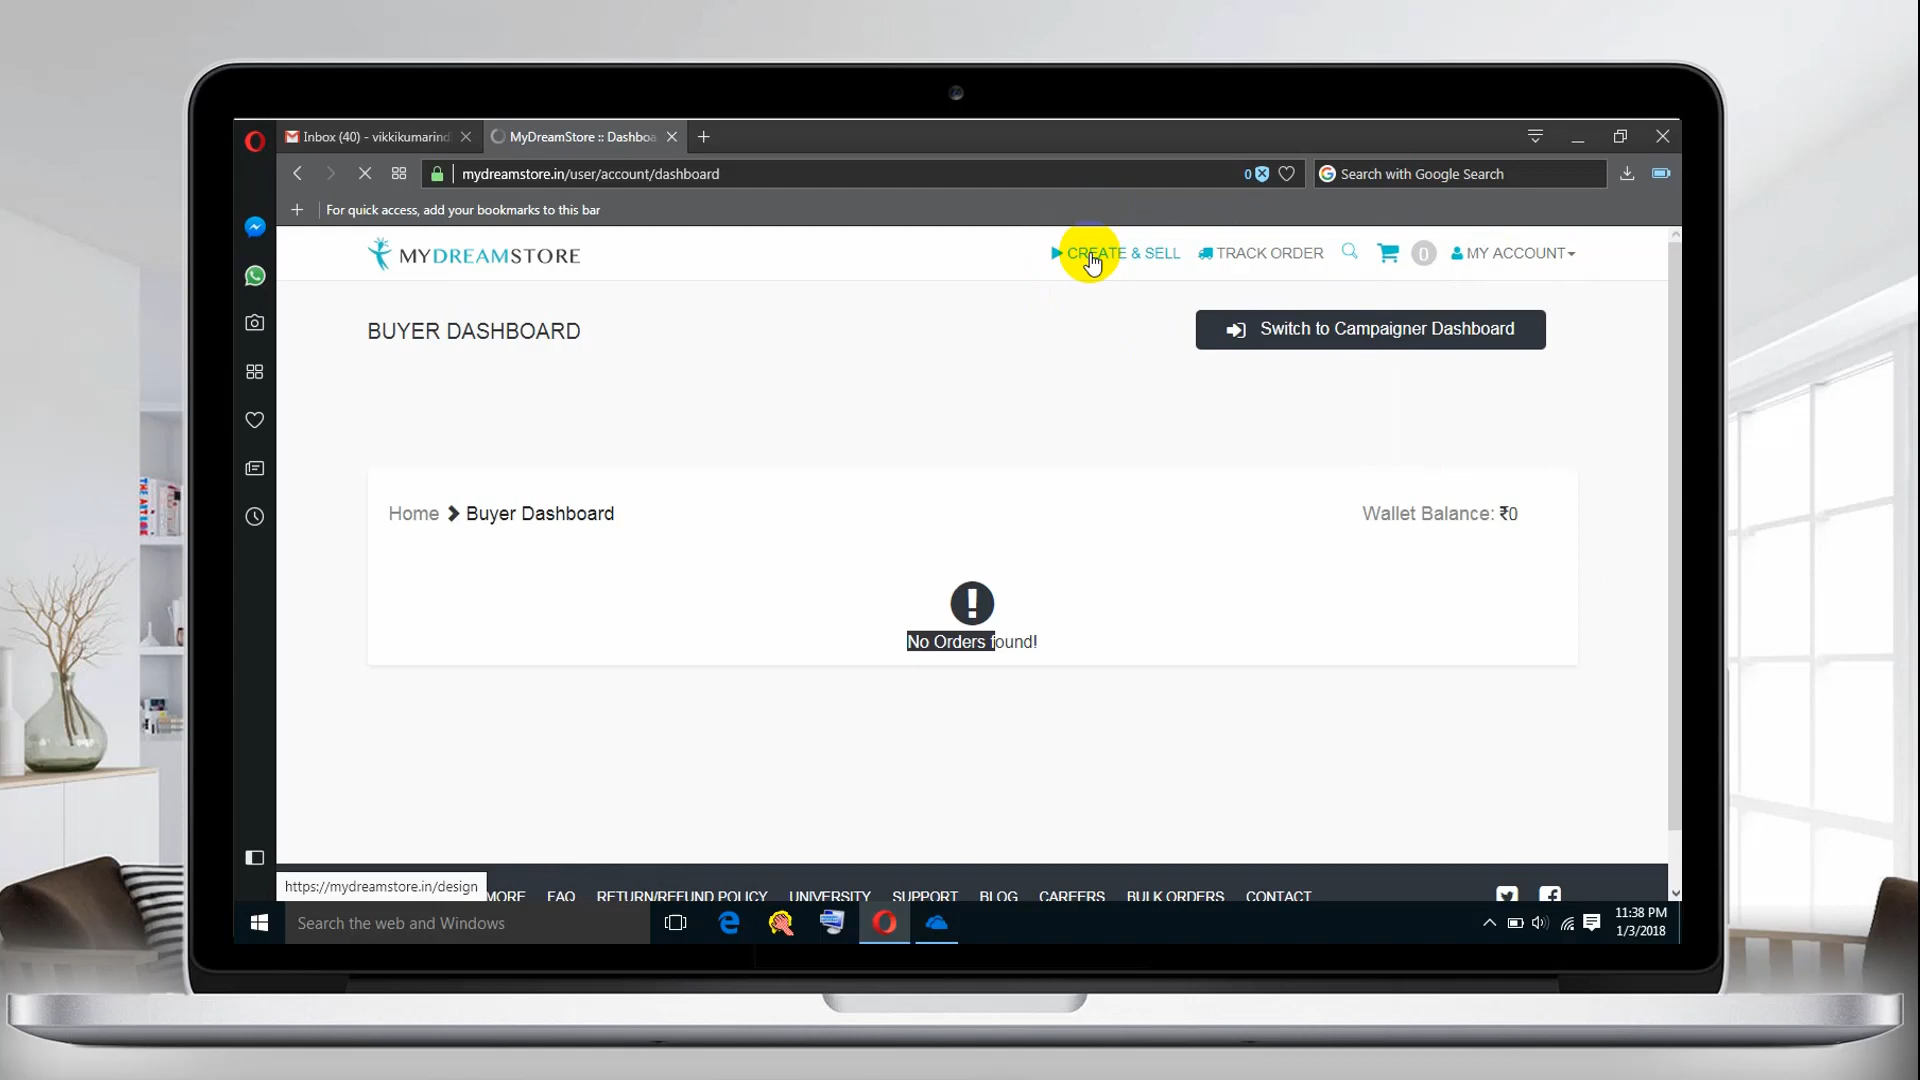 Inbox (40) - vikkikumarind
MyDreamStore :: Dashboa
mydreamstore.in/user/account/dashboard
0
Search with Google Search
For quick access, add your bookmarks to this bar
MYDREAMSTORE
CREATE & SELL
TRACK ORDER
0
MY ACCOUNT
BUYER DASHBOARD
Switch to Campaigner Dashboard
Home
Buyer Dashboard
Wallet Balance: ₹0
No Orders found!
https://mydreamstore.in/design
MORE
FAQ
RETURN/REFUND POLICY
UNIVERSITY
SUPPORT
BLOG
CAREERS
BULK ORDERS
CONTACT
Search the web and Windows
11:38 PM
1/3/2018
THE ART